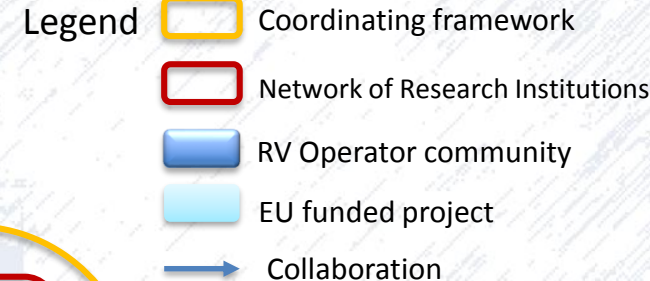 Legend
Coordinating framework
Network of Research Institutions
RV Operator community
EU funded project
Collaboration